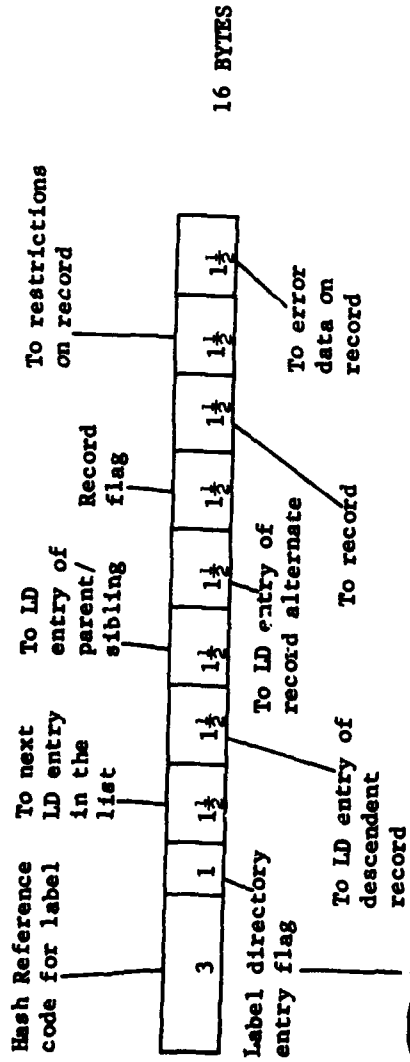 Hash Reference
code for label
To next
LD entry
in the
list
To LD
entry of
parent/
sibling
Record
flag
To restrictions
on record
3
1
1½
1½
1½
1½
1½
1½
1½
1½
16 BYTES
Label directory
entry flag
To LD entry of
descendent
record
To LD entry of
record alternate
To record
To error
data on
record